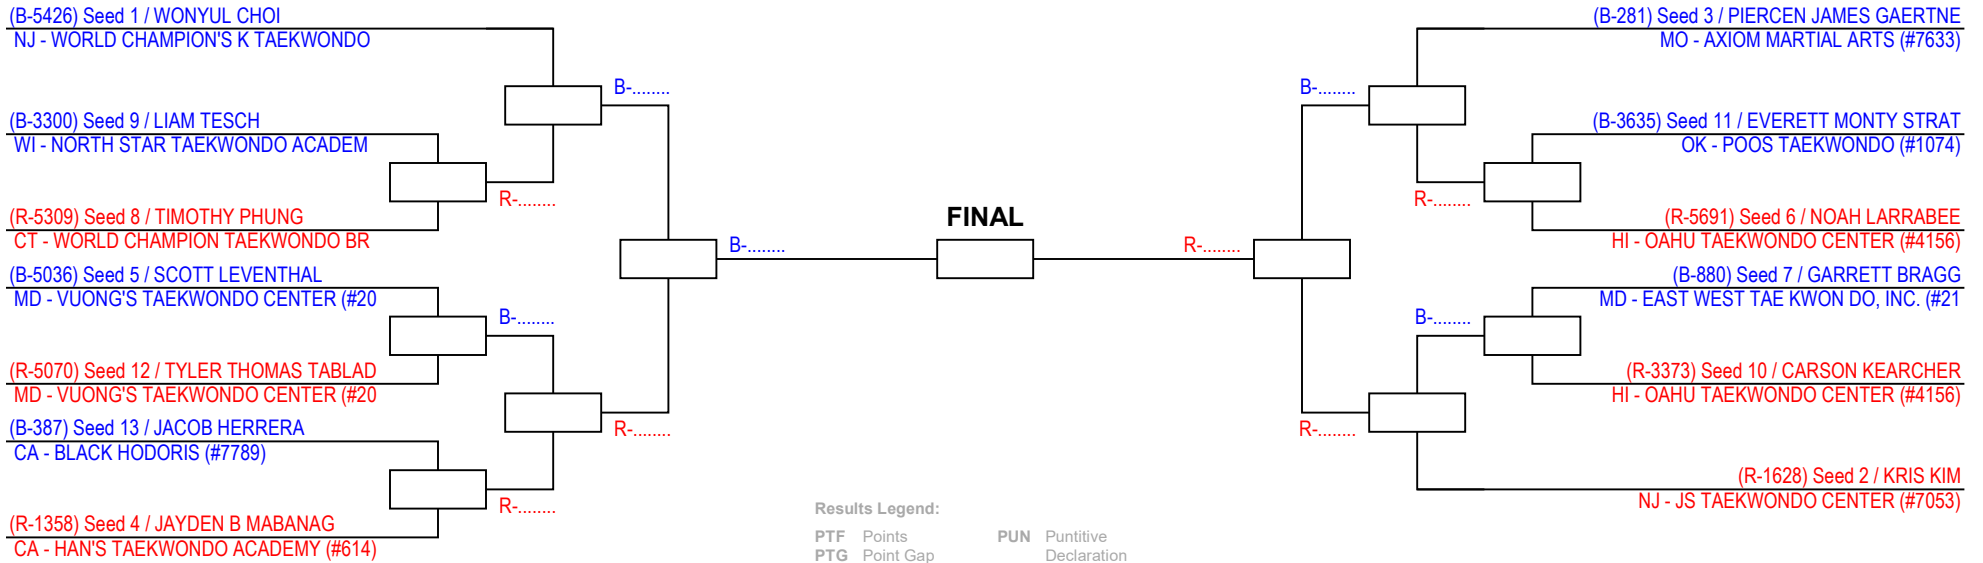 (B-5426) Seed 1 / WONYUL CHOI
NJ - WORLD CHAMPION'S K TAEKWONDO
B-........
(B-3300) Seed 9 / LIAM TESCH
WI - NORTH STAR TAEKWONDO ACADEM
R-........
(R-5309) Seed 8 / TIMOTHY PHUNG
CT - WORLD CHAMPION TAEKWONDO BR
B-........
(B-5036) Seed 5 / SCOTT LEVENTHAL
MD - VUONG'S TAEKWONDO CENTER (#20
B-........
(R-5070) Seed 12 / TYLER THOMAS TABLAD
MD - VUONG'S TAEKWONDO CENTER (#20
R-........
(B-387) Seed 13 / JACOB HERRERA
CA - BLACK HODORIS (#7789)
R-........
(R-1358) Seed 4 / JAYDEN B MABANAG
CA - HAN'S TAEKWONDO ACADEMY (#614)
FINAL
(B-281) Seed 3 / PIERCEN JAMES GAERTNE
MO - AXIOM MARTIAL ARTS (#7633)
B-........
(B-3635) Seed 11 / EVERETT MONTY STRAT
OK - POOS TAEKWONDO (#1074)
R-........
(R-5691) Seed 6 / NOAH LARRABEE
HI - OAHU TAEKWONDO CENTER (#4156)
R-........
(B-880) Seed 7 / GARRETT BRAGG
MD - EAST WEST TAE KWON DO, INC. (#21
B-........
(R-3373) Seed 10 / CARSON KEARCHER
HI - OAHU TAEKWONDO CENTER (#4156)
R-........
(R-1628) Seed 2 / KRIS KIM
NJ - JS TAEKWONDO CENTER (#7053)
Results Legend:
PTF Points
PTG Point Gap
PUN Puntitive
Declaration